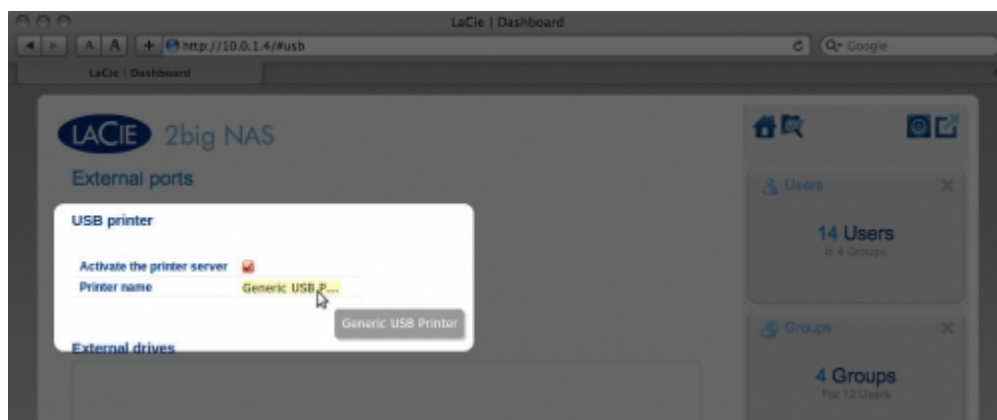 LaCie | Dashboard
A A + http://10.0.1.4/#usb Google
LaCie | Dashboard
LACIE 2big NAS
External ports
USB printer
Activate the printer server
Printer name Generic USB P...
Generic USB Printer
External drives
Users
14 Users
In 4 Groups
Groups
4 Groups
For 12 Users